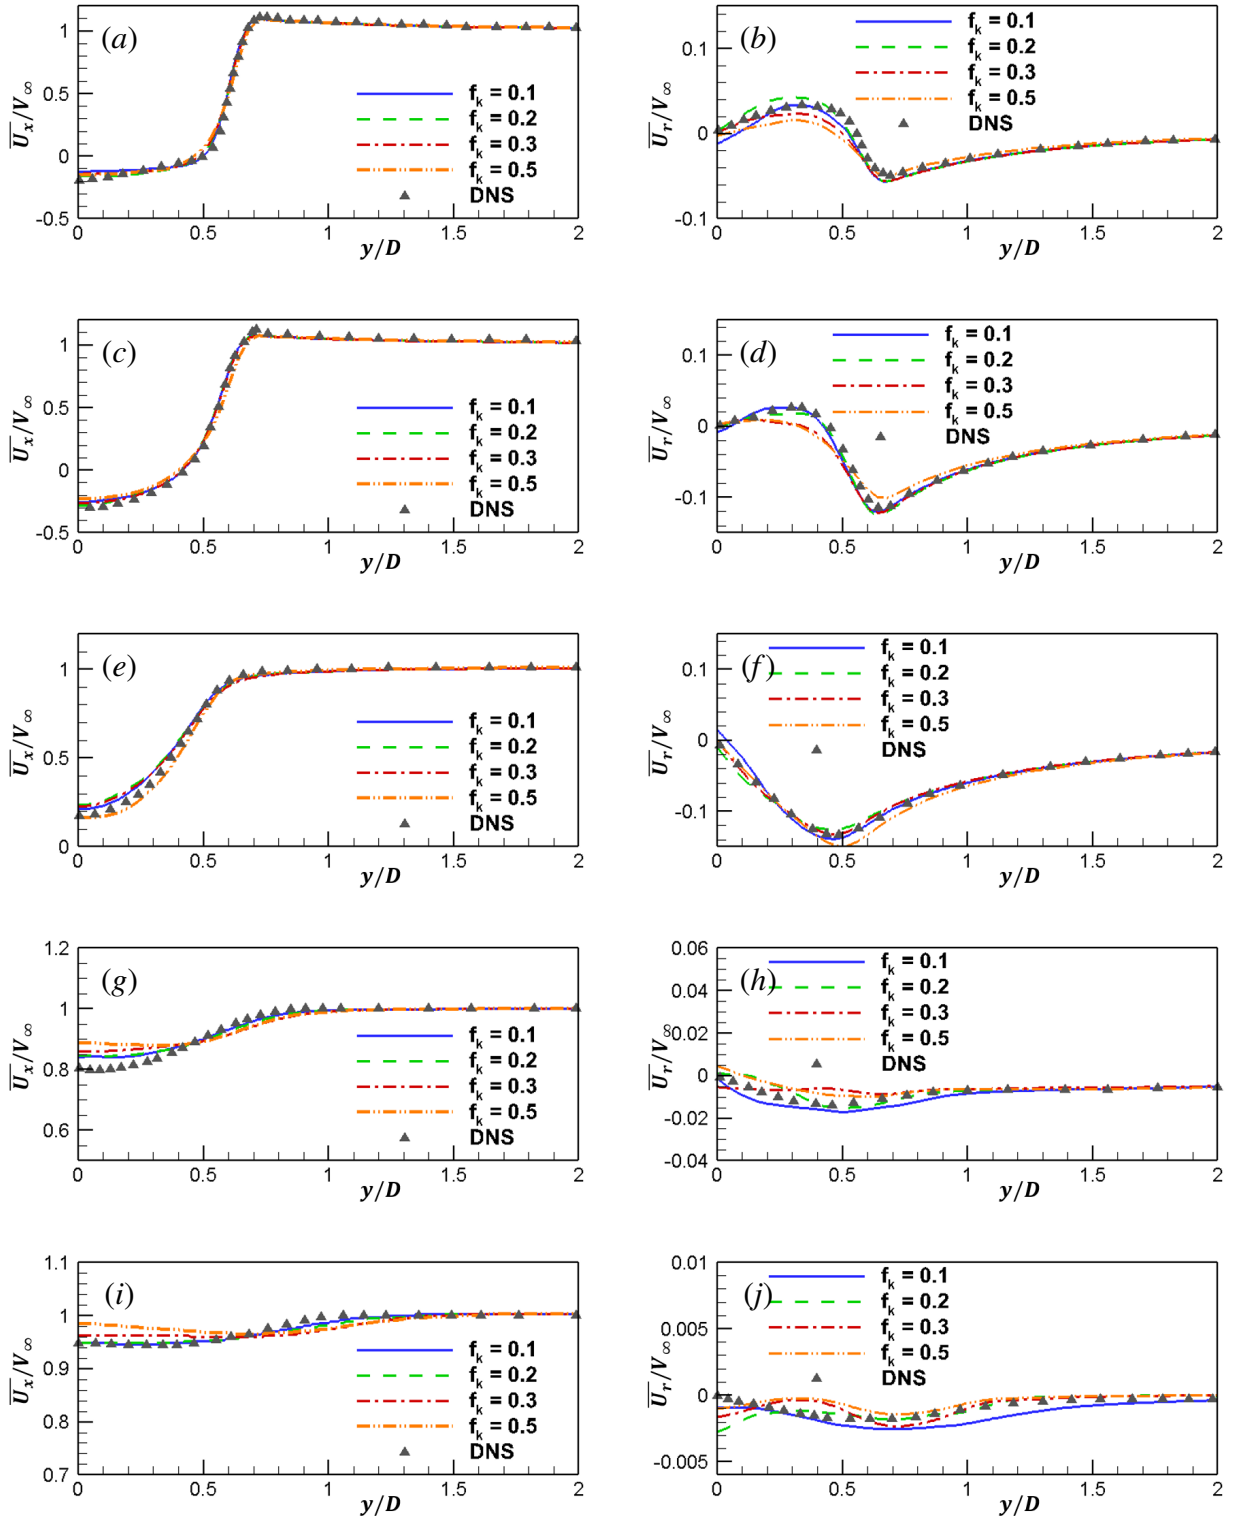 (a)
U_x/V_∞
1
0.5
0
-0.5
f_k = 0.1
f_k = 0.2
f_k = 0.3
f_k = 0.5
DNS
0 0.5 1 1.5 2
y/D
(b)
U_r/V_∞
0.1
0
-0.1
f_k = 0.1
f_k = 0.2
f_k = 0.3
f_k = 0.5
DNS
0 0.5 1 1.5 2
y/D
(c)
U_x/V_∞
1
0.5
0
-0.5
f_k = 0.1
f_k = 0.2
f_k = 0.3
f_k = 0.5
DNS
0 0.5 1 1.5 2
y/D
(d)
U_r/V_∞
0.1
0
-0.1
f_k = 0.1
f_k = 0.2
f_k = 0.3
f_k = 0.5
DNS
0 0.5 1 1.5 2
y/D
(e)
U_x/V_∞
1
0.5
0
f_k = 0.1
f_k = 0.2
f_k = 0.3
f_k = 0.5
DNS
0 0.5 1 1.5 2
y/D
(f)
U_r/V_∞
0.1
0
-0.1
f_k = 0.1
f_k = 0.2
f_k = 0.3
f_k = 0.5
DNS
0 0.5 1 1.5 2
y/D
(g)
U_x/V_∞
1.2
1
0.8
0.6
f_k = 0.1
f_k = 0.2
f_k = 0.3
f_k = 0.5
DNS
0 0.5 1 1.5 2
y/D
(h)
U_r/V_∞
0.06
0.04
0.02
0
-0.02
-0.04
f_k = 0.1
f_k = 0.2
f_k = 0.3
f_k = 0.5
DNS
0 0.5 1 1.5 2
y/D
(i)
U_x/V_∞
1.1
1
0.9
0.8
0.7
f_k = 0.1
f_k = 0.2
f_k = 0.3
f_k = 0.5
DNS
0 0.5 1 1.5 2
y/D
(j)
U_r/V_∞
0.01
0.005
0
-0.005
f_k = 0.1
f_k = 0.2
f_k = 0.3
f_k = 0.5
DNS
0 0.5 1 1.5 2
y/D